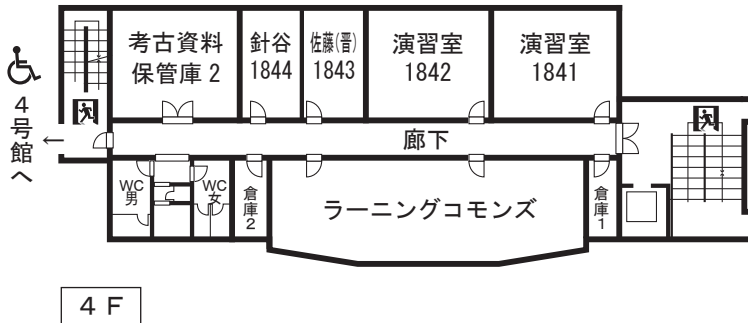 考古資料
保管庫 2
針谷
1844
佐藤(晋)
1843
演習室
1842
演習室
1841
4号館へ
←
廊下
WC
男
WC
女
倉庫2
ラーニングコモンズ
倉庫1
4 F